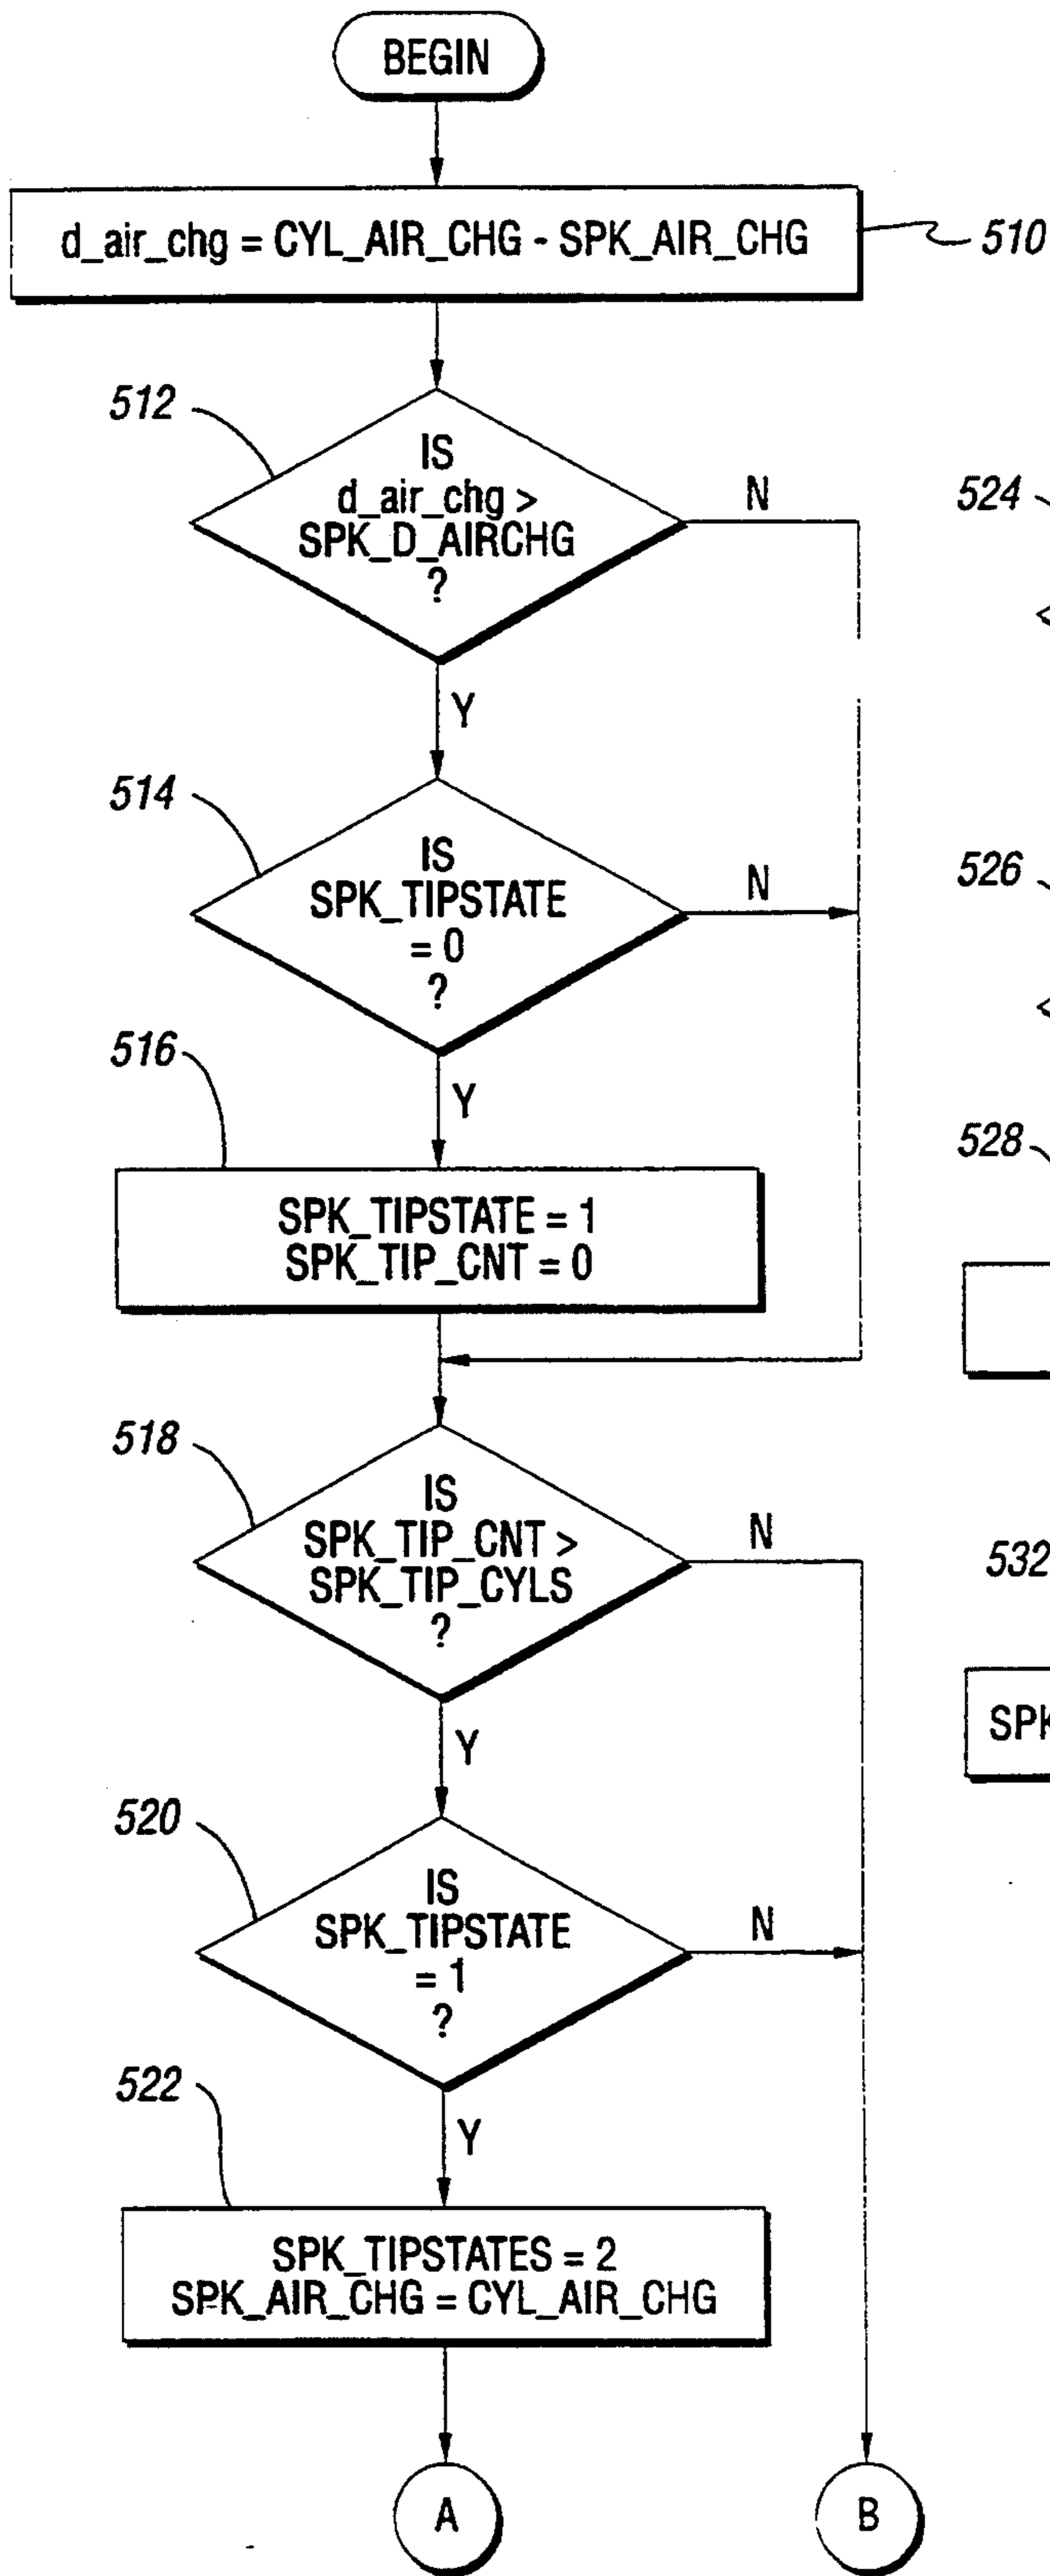 BEGIN
d_air_chg = CYL_AIR_CHG - SPK_AIR_CHG
510
512
IS
d_air_chg >
SPK_D_AIRCHG
?
N
Y
514
IS
SPK_TIPSTATE
= 0
?
N
Y
516
SPK_TIPSTATE = 1
SPK_TIP_CNT = 0
518
IS
SPK_TIP_CNT >
SPK_TIP_CYLS
?
N
Y
520
IS
SPK_TIPSTATE
= 1
?
N
Y
522
SPK_TIPSTATES = 2
SPK_AIR_CHG = CYL_AIR_CHG
A
B
524
526
528
532